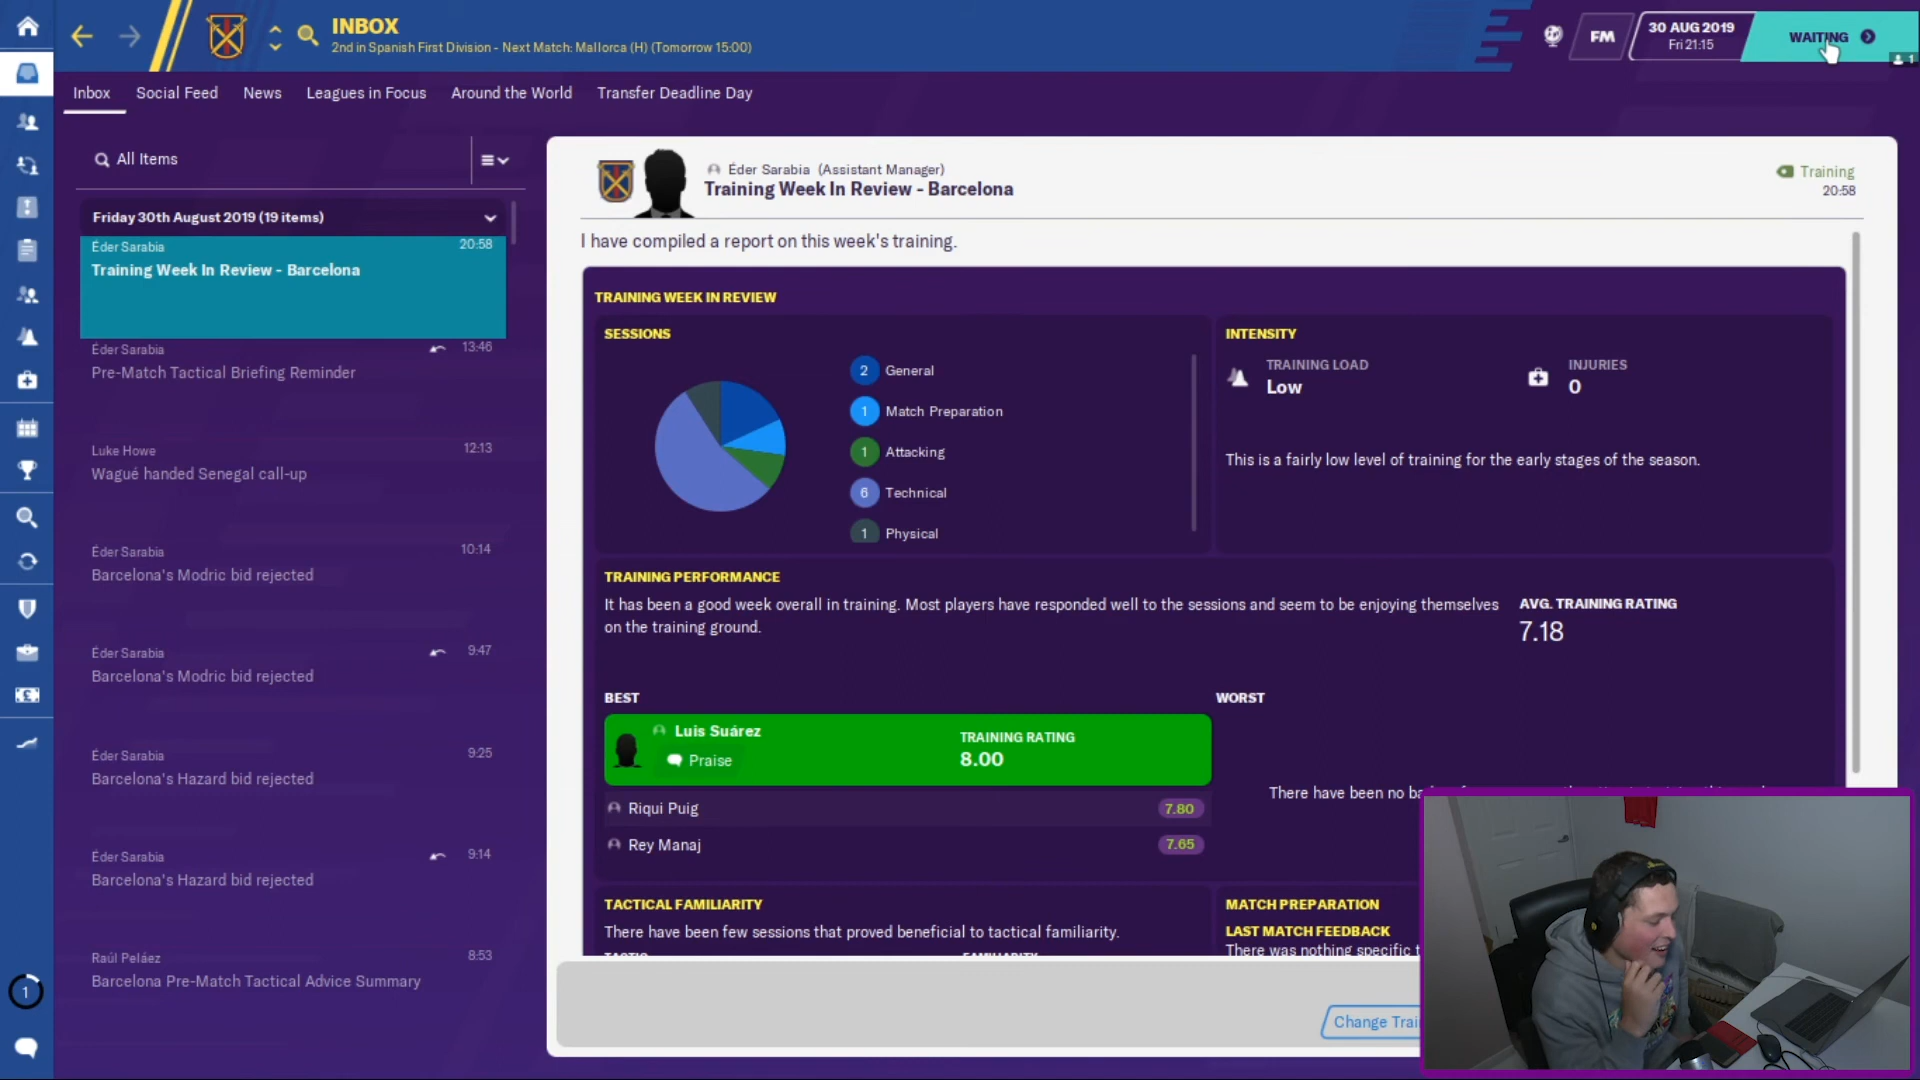 INBOX
2nd in Spanish First Division - Next Match: Mallorca (H) (Tomorrow 15:00)
FM
30 AUG 2019
Fri 21:15
WAITING
1
Inbox
Social Feed
News
Leagues in Focus
Around the World
Transfer Deadline Day
All Items
Friday 30th August 2019 (19 items)
Éder Sarabia 20:58
Training Week In Review - Barcelona
Éder Sarabia 13:46
Pre-Match Tactical Briefing Reminder
Luke Howe 12:13
Wagué handed Senegal call-up
Éder Sarabia 10:14
Barcelona's Modric bid rejected
Éder Sarabia 9:47
Barcelona's Modric bid rejected
Éder Sarabia 9:25
Barcelona's Hazard bid rejected
Éder Sarabia 9:14
Barcelona's Hazard bid rejected
Raúl Peláez 8:53
Barcelona Pre-Match Tactical Advice Summary
1
Éder Sarabia (Assistant Manager)
Training Week In Review - Barcelona
Training
20:58
I have compiled a report on this week's training.
TRAINING WEEK IN REVIEW
SESSIONS
2 General
1 Match Preparation
1 Attacking
6 Technical
1 Physical
INTENSITY
TRAINING LOAD
Low
INJURIES
0
This is a fairly low level of training for the early stages of the season.
TRAINING PERFORMANCE
It has been a good week overall in training. Most players have responded well to the sessions and seem to be enjoying themselves
on the training ground.
AVG. TRAINING RATING
7.18
BEST
Luis Suárez
Praise
TRAINING RATING
8.00
Riqui Puig 7.80
Rey Manaj 7.65
WORST
There have been no
TACTICAL FAMILIARITY
There have been few sessions that proved beneficial to tactical familiarity.
TACTIC FAMILIARITY
MATCH PREPARATION
LAST MATCH FEEDBACK
There was nothing specific
Change